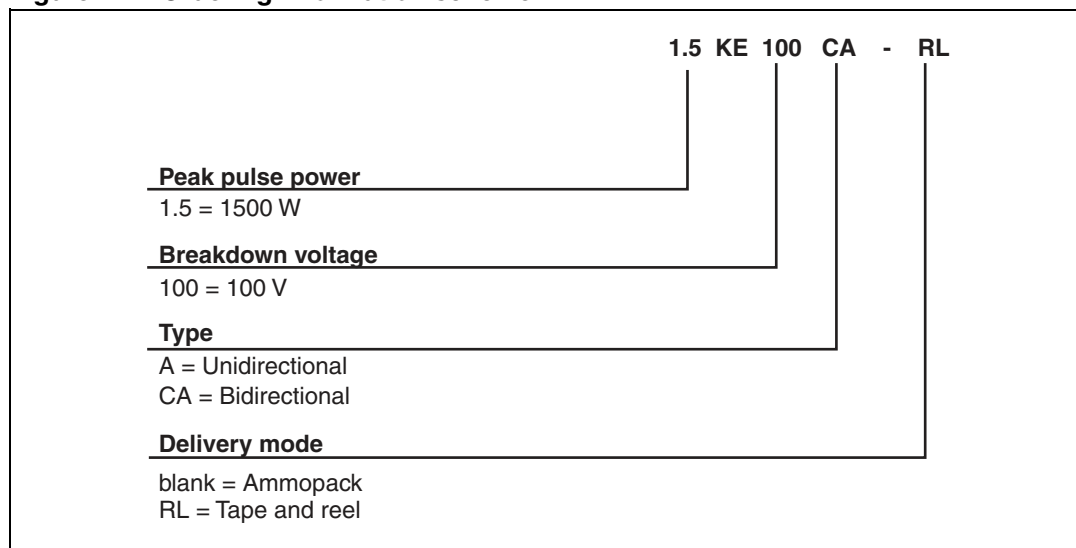 1.5 KE 100 CA - RL
Peak pulse power
1.5 = 1500 W
Breakdown voltage
100 = 100 V
Type
A = Unidirectional
CA = Bidirectional
Delivery mode
blank = Ammopack
RL = Tape and reel